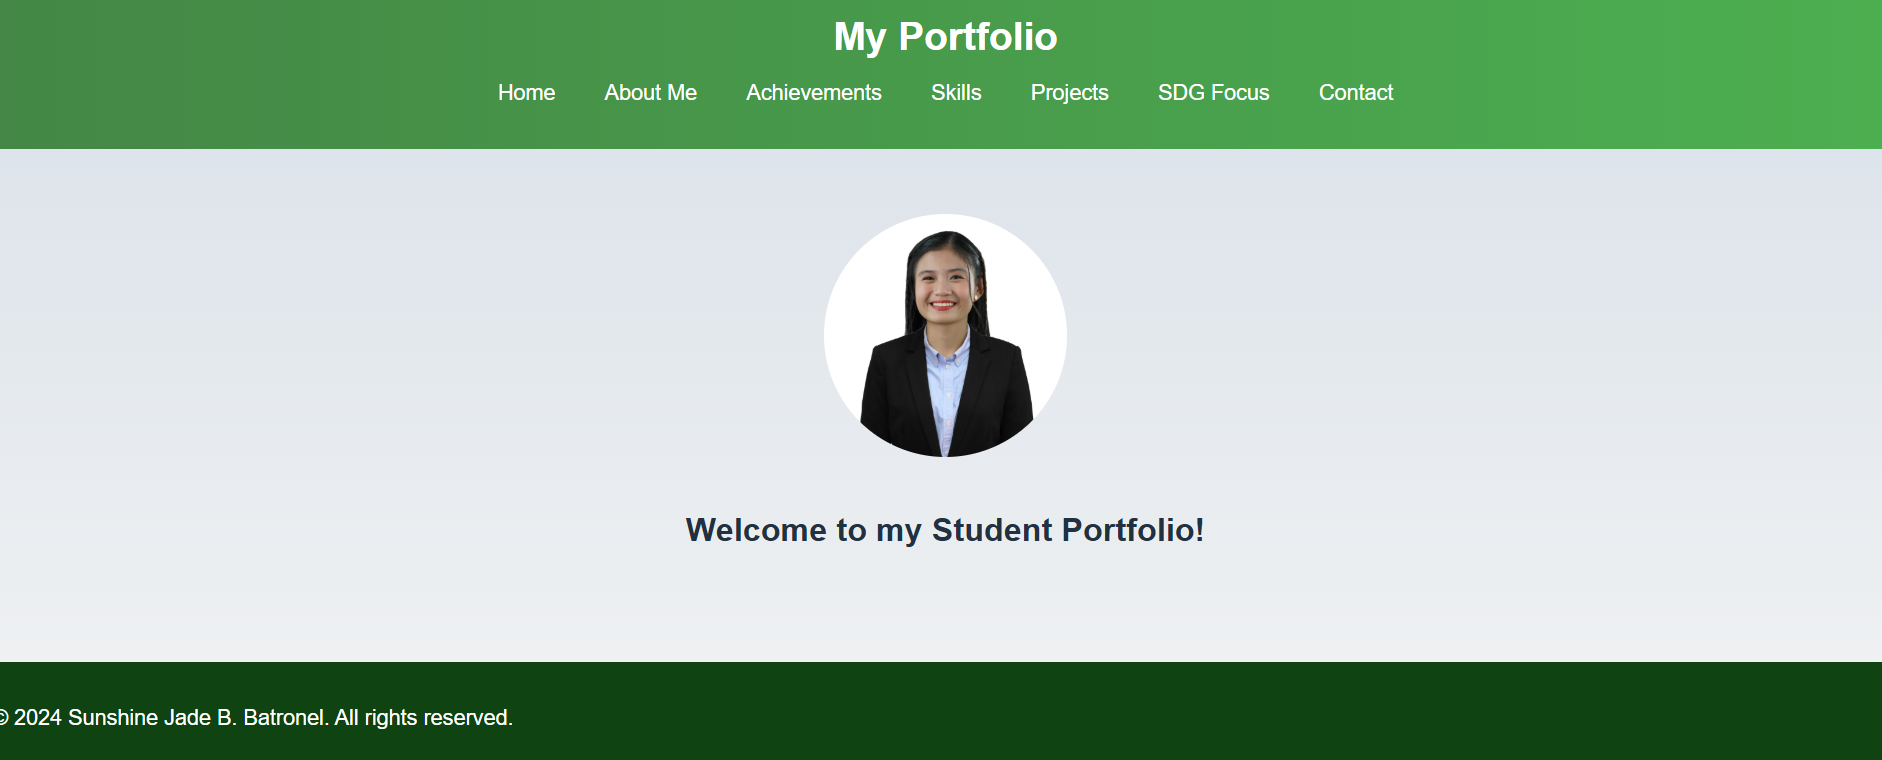 My Portfolio
Home About Me Achievements Skills Projects SDG Focus Contact
Welcome to my Student Portfolio!
© 2024 Sunshine Jade B. Batronel. All rights reserved.